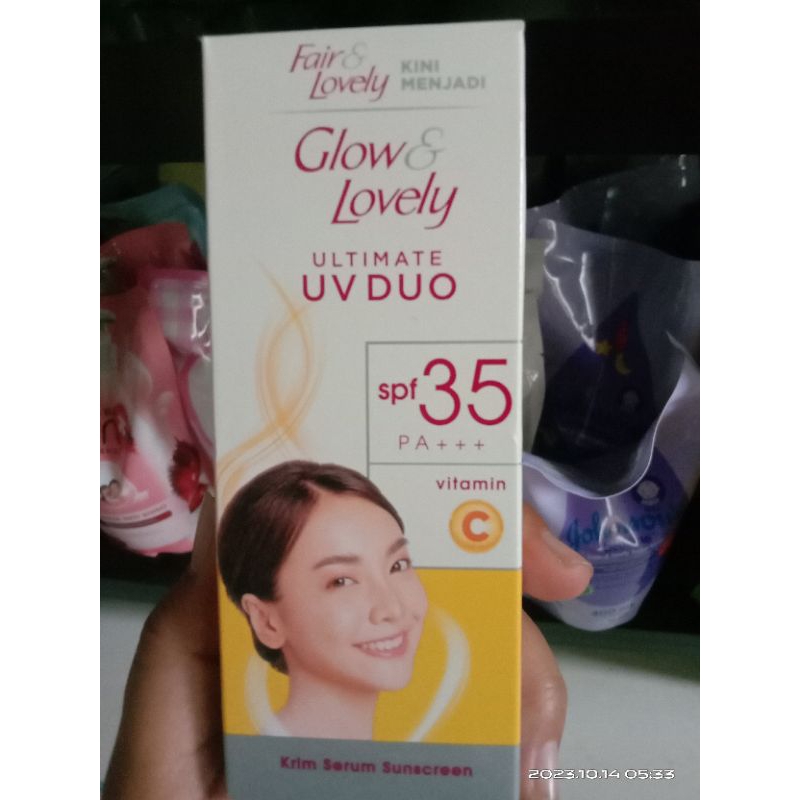 Fair &
Lovely
KINI
MENJADI
Glow &
Lovely
ULTIMATE
UV DUO
spf 35
PA+++
vitamin
C
Krim Serum Sunscreen
Johnson's
2023.10.14 05:33